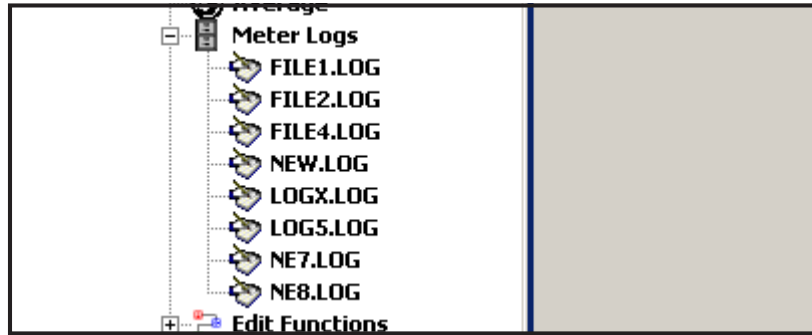 Average
Meter Logs
FILE1.LOG
FILE2.LOG
FILE4.LOG
NEW.LOG
LOGX.LOG
LOG5.LOG
NE7.LOG
NE8.LOG
Edit Functions